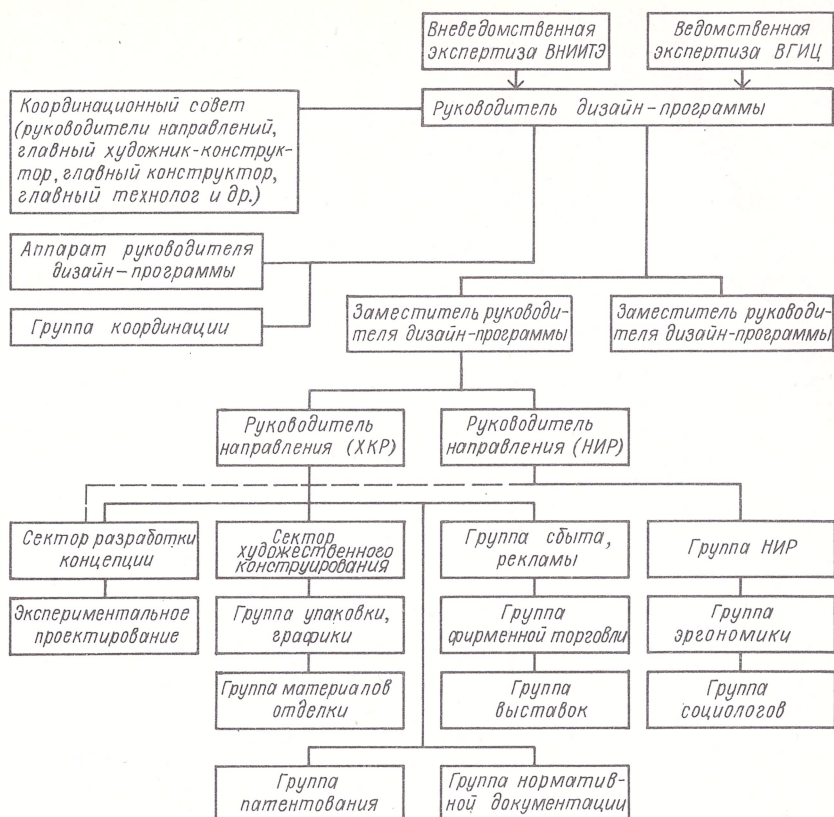 Вневедомственная
экспертиза ВНИИТЭ
Ведомственная
экспертиза ВГИЦ
Координационный совет
(руководители направлений,
главный художник-конструк-
тор, главный конструктор,
главный технолог и др.)
Руководитель дизайн-программы
Аппарат руководителя
дизайн-программы
Группа координации
Заместитель руководи-
теля дизайн-программы
Заместитель руководи-
теля дизайн-программы
Руководитель
направления (ХКР)
Руководитель
направления (НИР)
Сектор разработки
концепции
Сектор
художественного
конструирования
Группа сбыта,
рекламы
Группа НИР
Экспериментальное
проектирование
Группа упаковки,
графики
Группа
фирменной торговли
Группа
эргономики
Группа материалов
отделки
Группа
выставок
Группа
социологов
Группа
патентования
Группа норматив-
ной документации